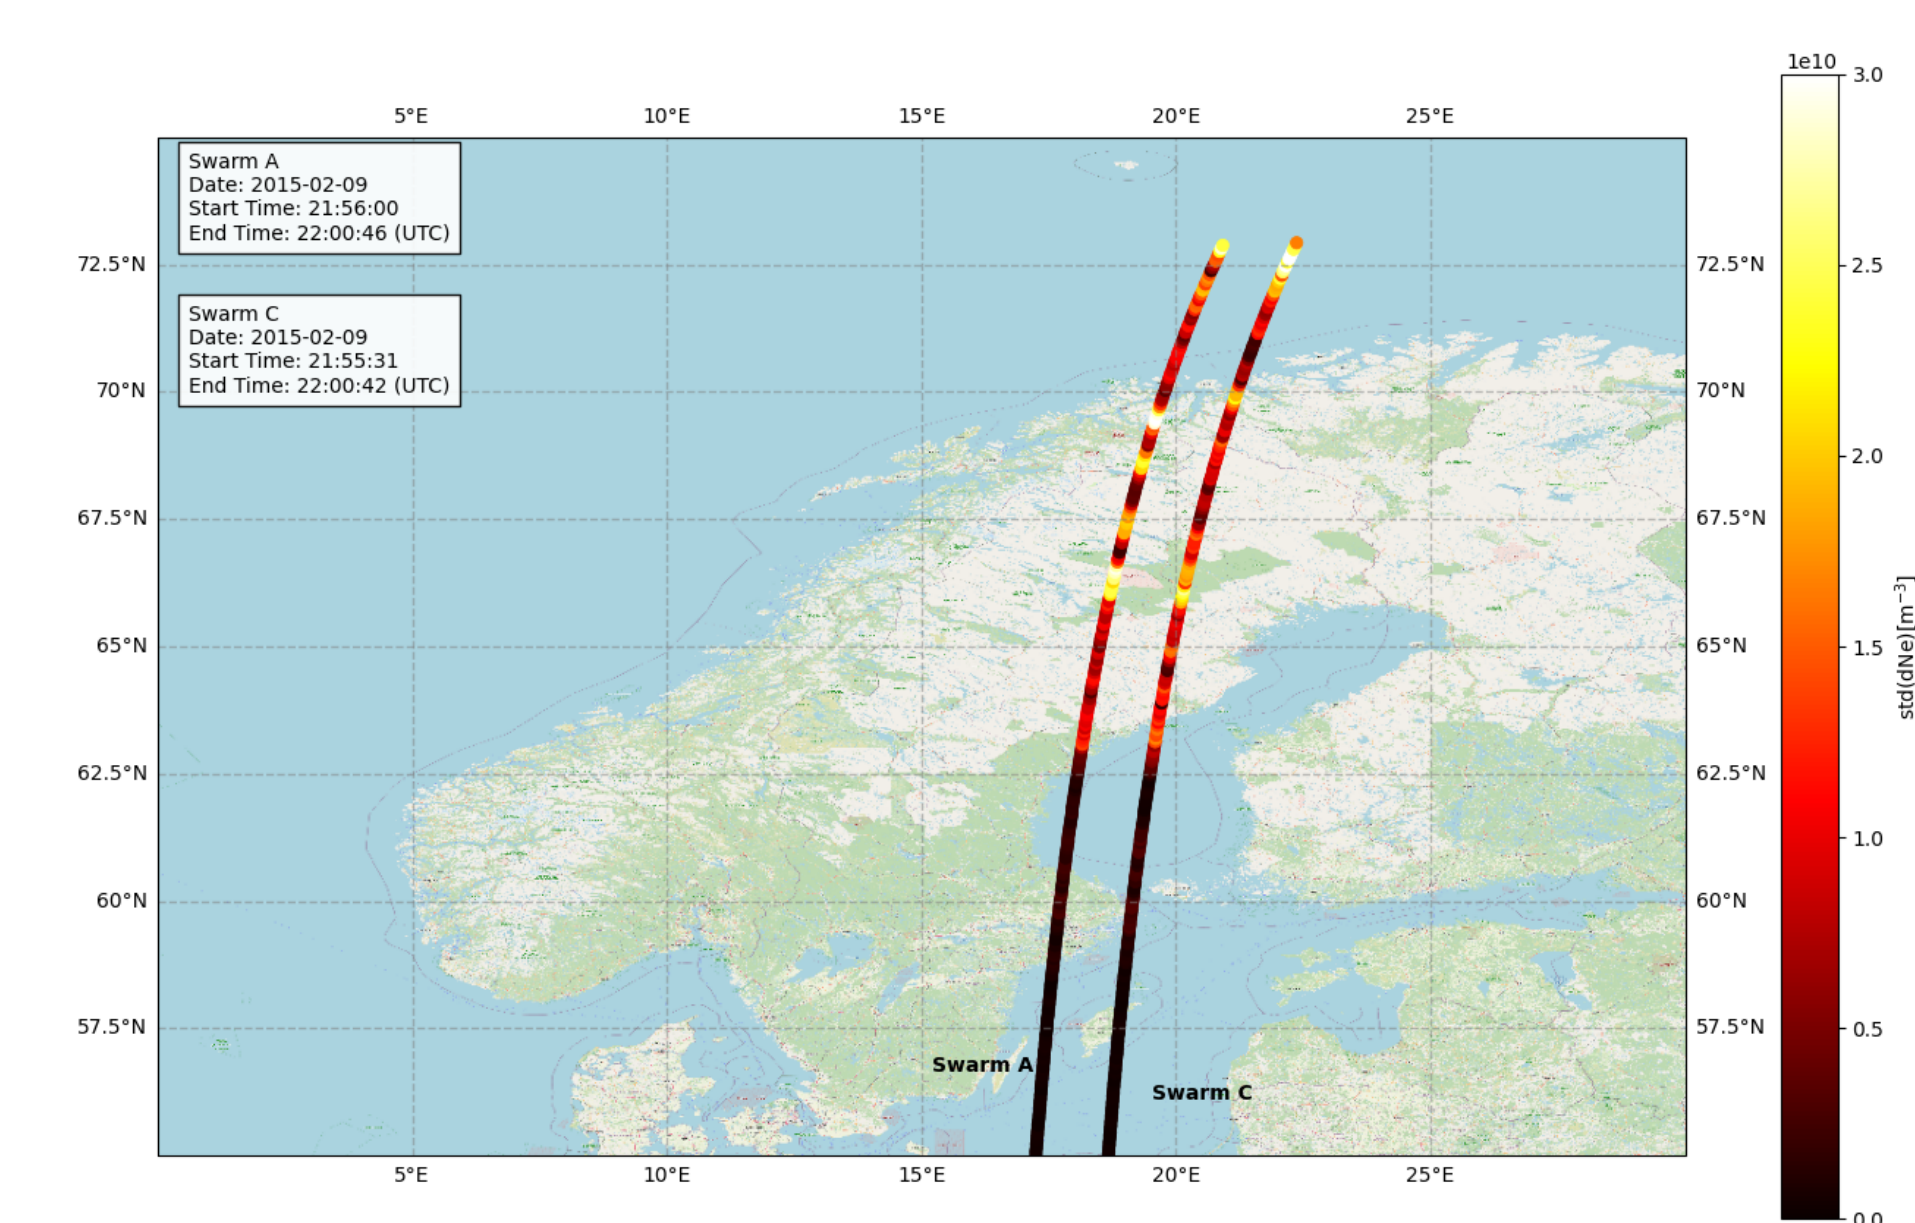 1e10
3.0
5°E 10°E 15°E 20°E 25°E
Swarm A
Date: 2015-02-09
Start Time: 21:56:00
End Time: 22:00:46 (UTC)
72.5°N 72.5°N
2.5
Swarm C
Date: 2015-02-09
Start Time: 21:55:31
End Time: 22:00:42 (UTC)
70°N 70°N
2.0
67.5°N 67.5°N
65°N 65°N
1.5
std(dNe)[m⁻³]
62.5°N 62.5°N
1.0
60°N 60°N
57.5°N 57.5°N
0.5
Swarm A
Swarm C
5°E 10°E 15°E 20°E 25°E
0.0